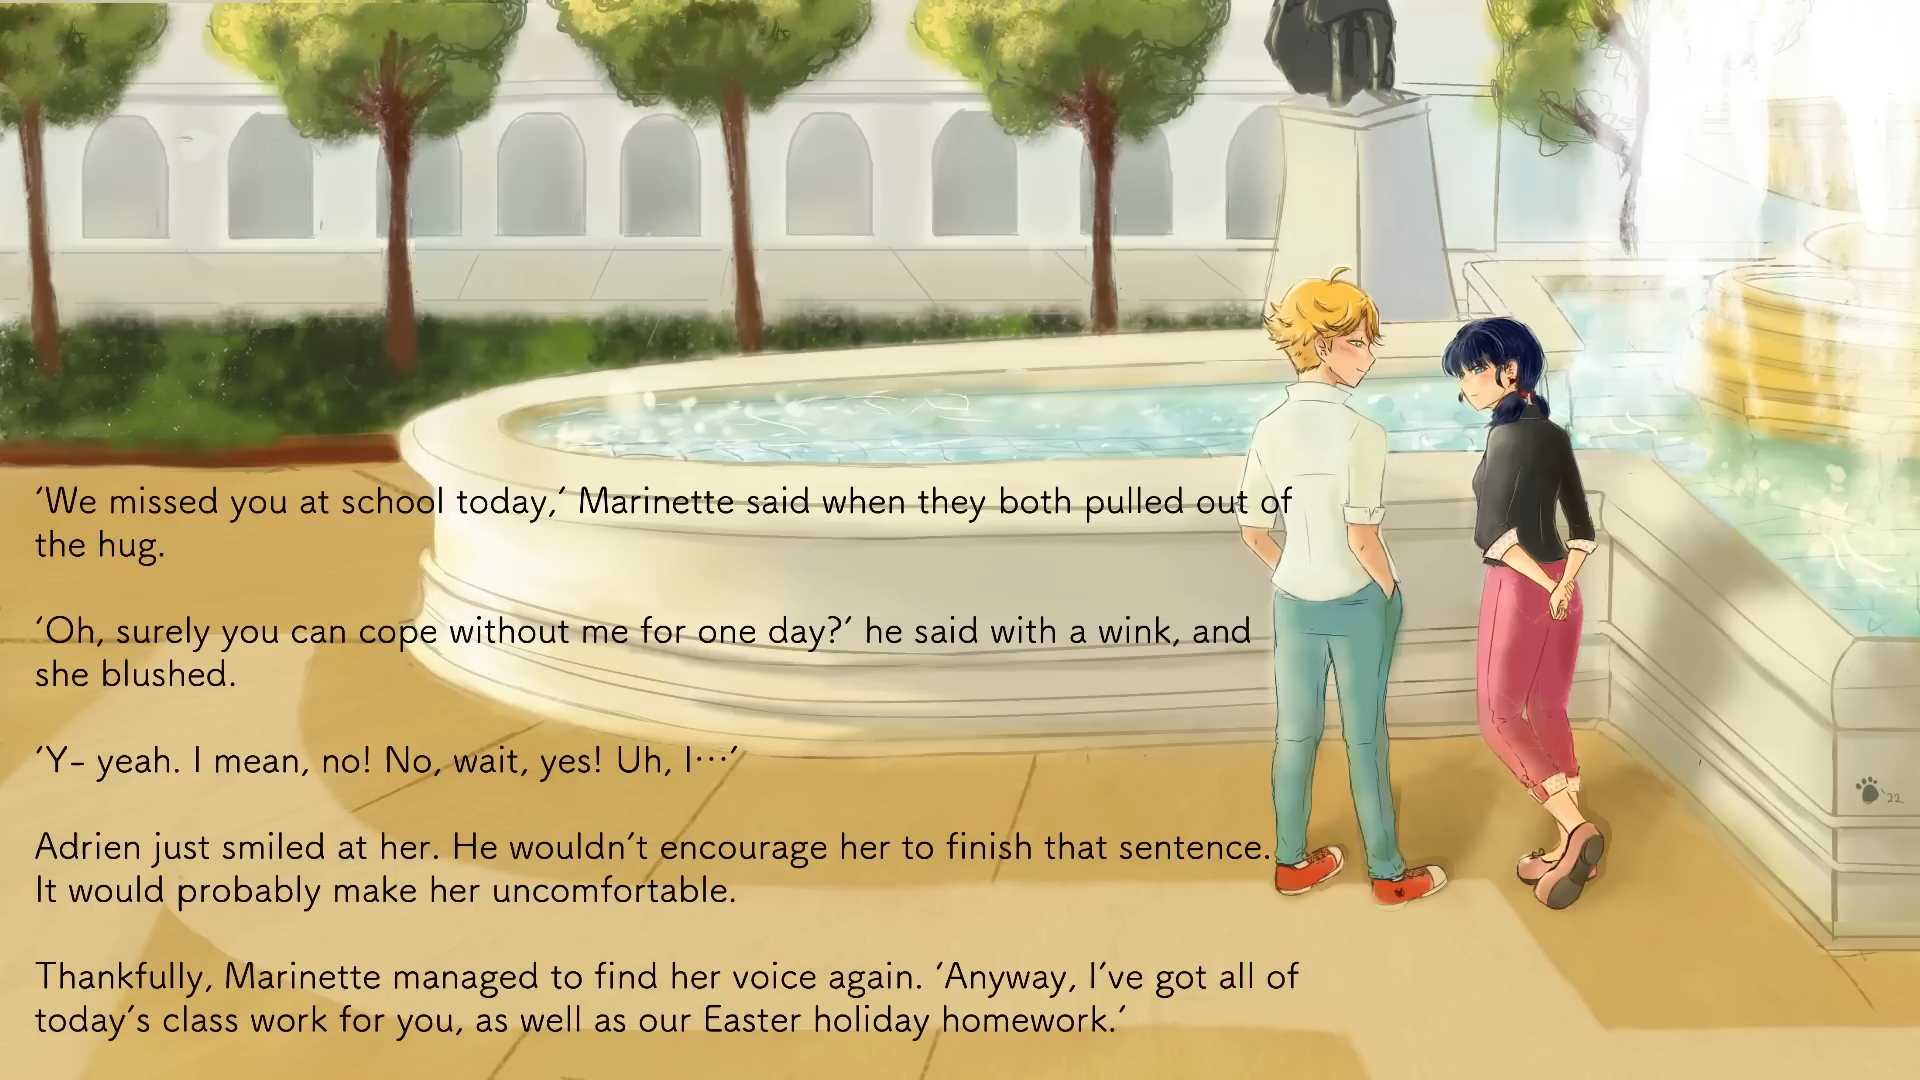 ‘We missed you at school today,’ Marinette said when they both pulled out of
the hug.
‘Oh, surely you can cope without me for one day?’ he said with a wink, and
she blushed.
‘Y- yeah. I mean, no! No, wait, yes! Uh, I…’
Adrien just smiled at her. He wouldn’t encourage her to finish that sentence.
It would probably make her uncomfortable.
Thankfully, Marinette managed to find her voice again. ‘Anyway, I’ve got all of
today’s class work for you, as well as our Easter holiday homework.’
'22